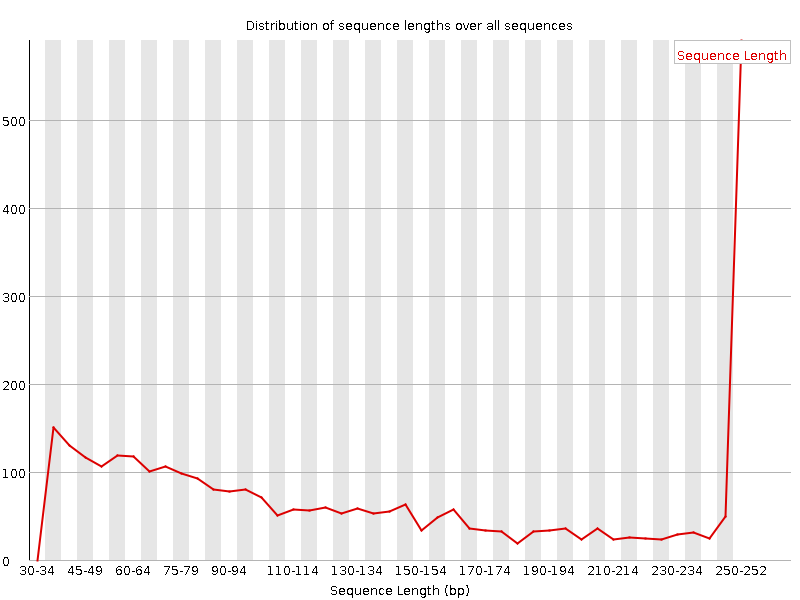 Distribution of sequence lengths over all sequences
Sequence Length
500
400
300
200
100
0
30-34 45-49 60-64 75-79 90-94 110-114 130-134 150-154 170-174 190-194 210-214 230-234 250-252
Sequence Length (bp)